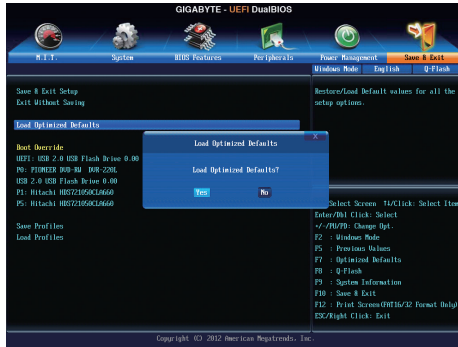 GIGABYTE - UEFI DualBIOS
M.I.T.
System
BIOS Features
Peripherals
Power Management
Save & Exit
Windows Mode
English
Q-Flash
Save & Exit Setup
Exit Without Saving
Load Optimized Defaults
Boot Override
UEFI: USB 2.0 USB Flash Drive 0.00
P0: PIONEER DVD-RW DVR-220L
USB 2.0 USB Flash Drive 0.00
P1: Hitachi HDS721050CLA660
P5: Hitachi HDS721050CLA660
Save Profiles
Load Profiles
Restore/Load Default values for all the
setup options.
Load Optimized Defaults
X
Load Optimized Defaults?
Yes
No
Select Screen ↑↓/Click: Select Item
Enter/Dbl Click: Select
+/-/PU/PD: Change Opt.
F2 : Windows Mode
F5 : Previous Values
F7 : Optimized Defaults
F8 : Q-Flash
F9 : System Information
F10 : Save & Exit
F12 : Print Screen(FAT16/32 Format Only)
ESC/Right Click: Exit
Copyright (C) 2012 American Megatrends, Inc.